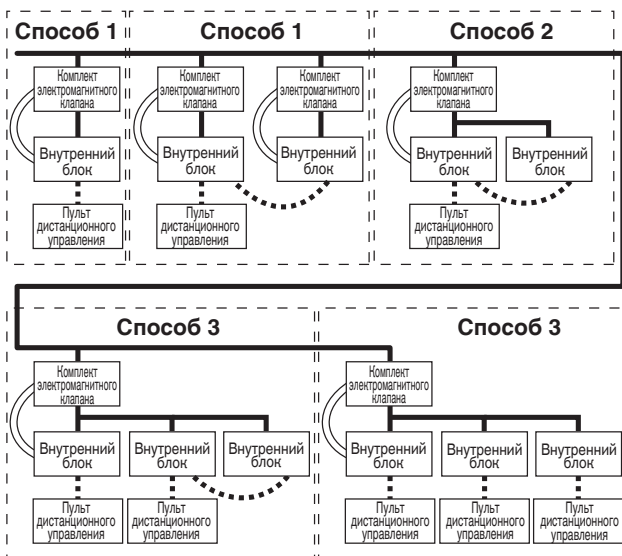 Способ 1
Способ 1
Способ 2
Комплект
электромагнитного
клапана
Комплект
электромагнитного
клапана
Комплект
электромагнитного
клапана
Комплект
электромагнитного
клапана
Внутренний
блок
Внутренний
блок
Внутренний
блок
Внутренний
блок
Внутренний
блок
Пульт
дистанционного
управления
Пульт
дистанционного
управления
Пульт
дистанционного
управления
Способ 3
Способ 3
Комплект
электромагнитного
клапана
Комплект
электромагнитного
клапана
Внутренний
блок
Внутренний
блок
Внутренний
блок
Внутренний
блок
Внутренний
блок
Внутренний
блок
Пульт
дистанционного
управления
Пульт
дистанционного
управления
Пульт
дистанционного
управления
Пульт
дистанционного
управления
Пульт
дистанционного
управления